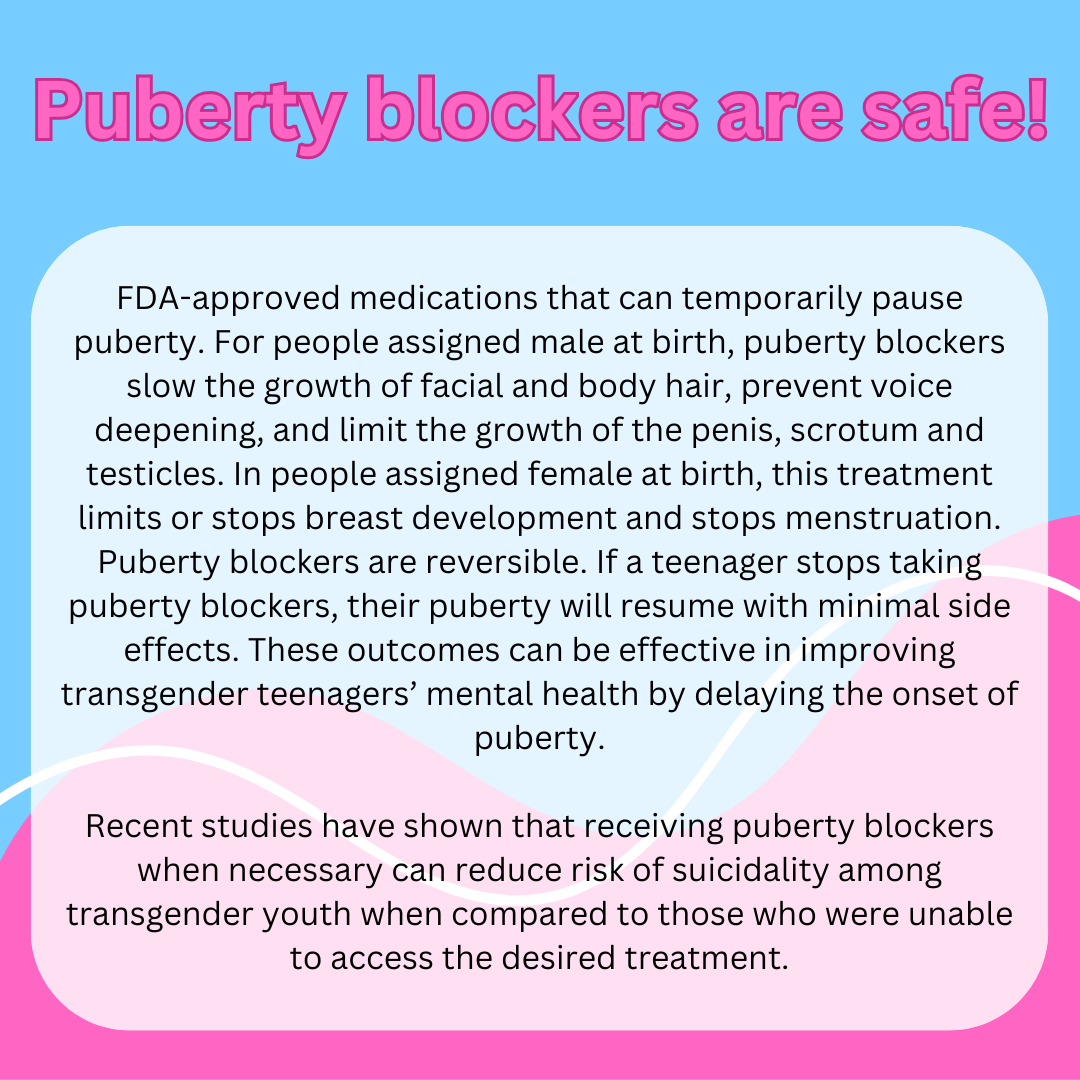 Puberty blockers are safe!
FDA-approved medications that can temporarily pause
puberty. For people assigned male at birth, puberty blockers
slow the growth of facial and body hair, prevent voice
deepening, and limit the growth of the penis, scrotum and
testicles. In people assigned female at birth, this treatment
limits or stops breast development and stops menstruation.
Puberty blockers are reversible. If a teenager stops taking
puberty blockers, their puberty will resume with minimal side
effects. These outcomes can be effective in improving
transgender teenagers’ mental health by delaying the onset of
puberty.
Recent studies have shown that receiving puberty blockers
when necessary can reduce risk of suicidality among
transgender youth when compared to those who were unable
to access the desired treatment.